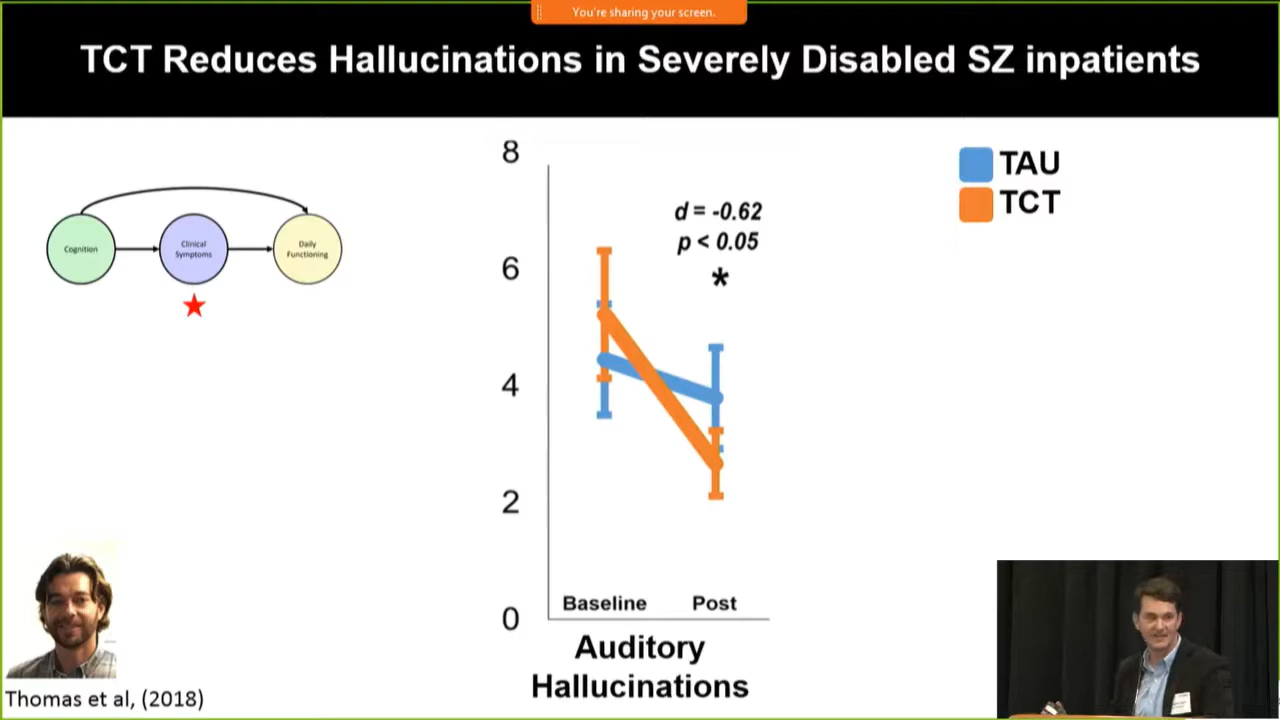 You're sharing your screen.
TCT Reduces Hallucinations in Severely Disabled SZ inpatients
Cognition
Clinical
Symptoms
Daily
Functioning
8
6
4
2
0
d = -0.62
p < 0.05
*
TAU
TCT
Baseline Post
Auditory
Hallucinations
Thomas et al, (2018)